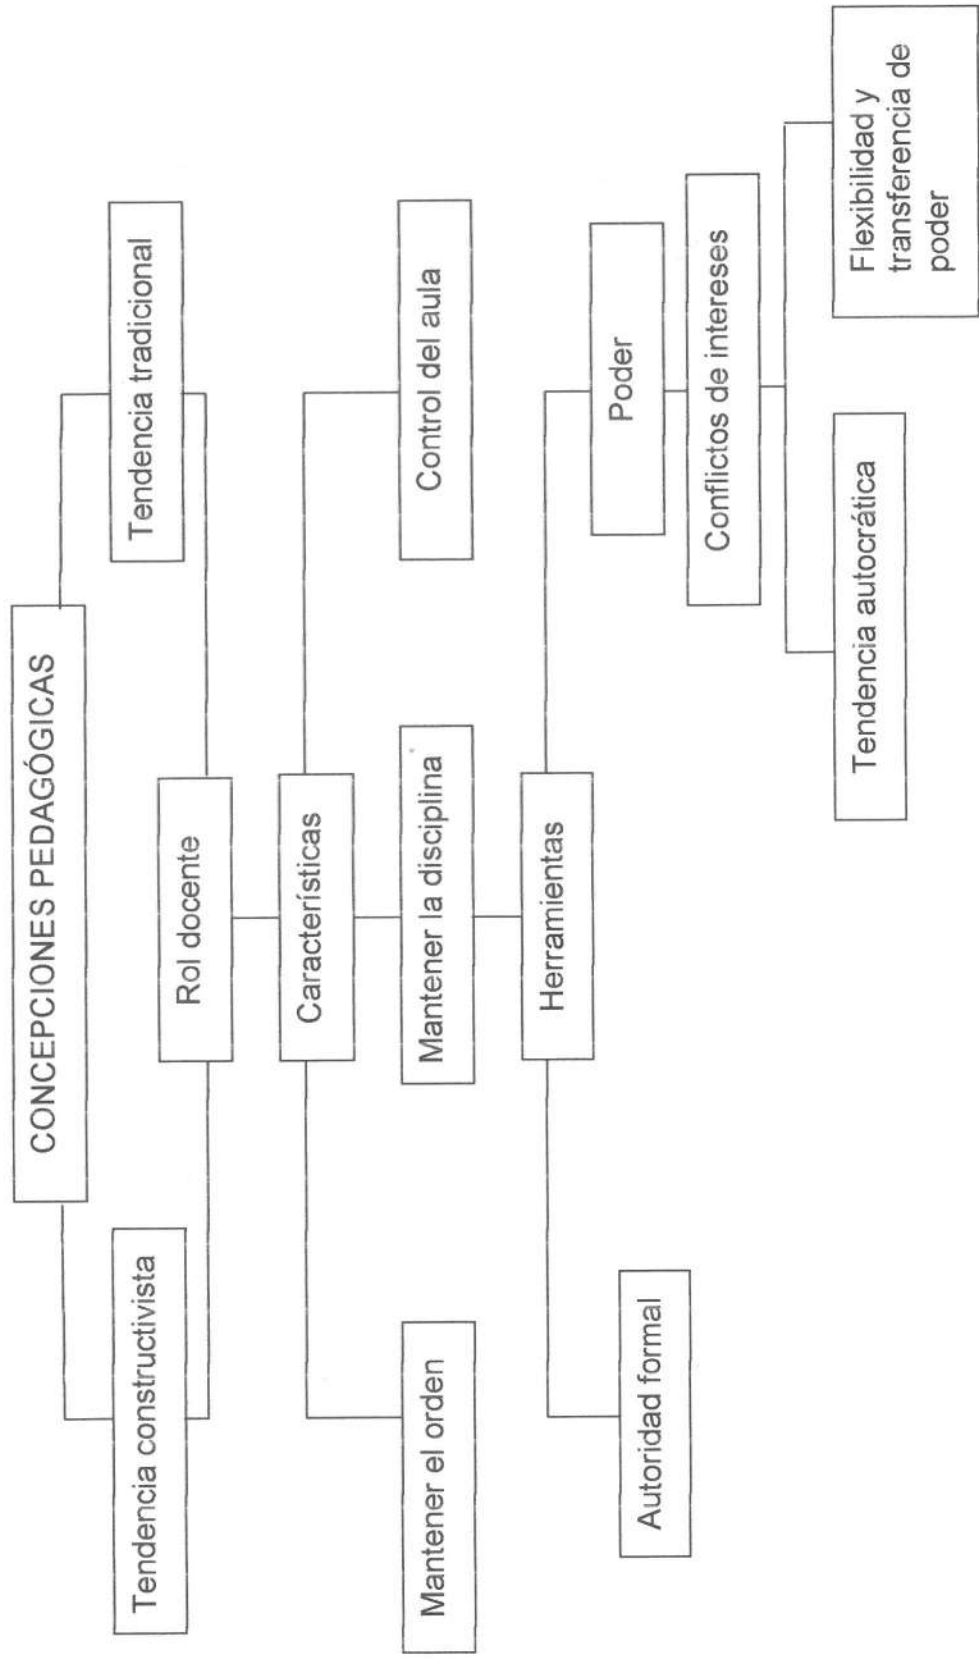 CONCEPCIONES PEDAGÓGICAS
Tendencia constructivista
Tendencia tradicional
Rol docente
Características
Mantener el orden
Mantener la disciplina
Control del aula
Herramientas
Autoridad formal
Poder
Conflictos de intereses
Tendencia autocrática
Flexibilidad y
transferencia de
poder